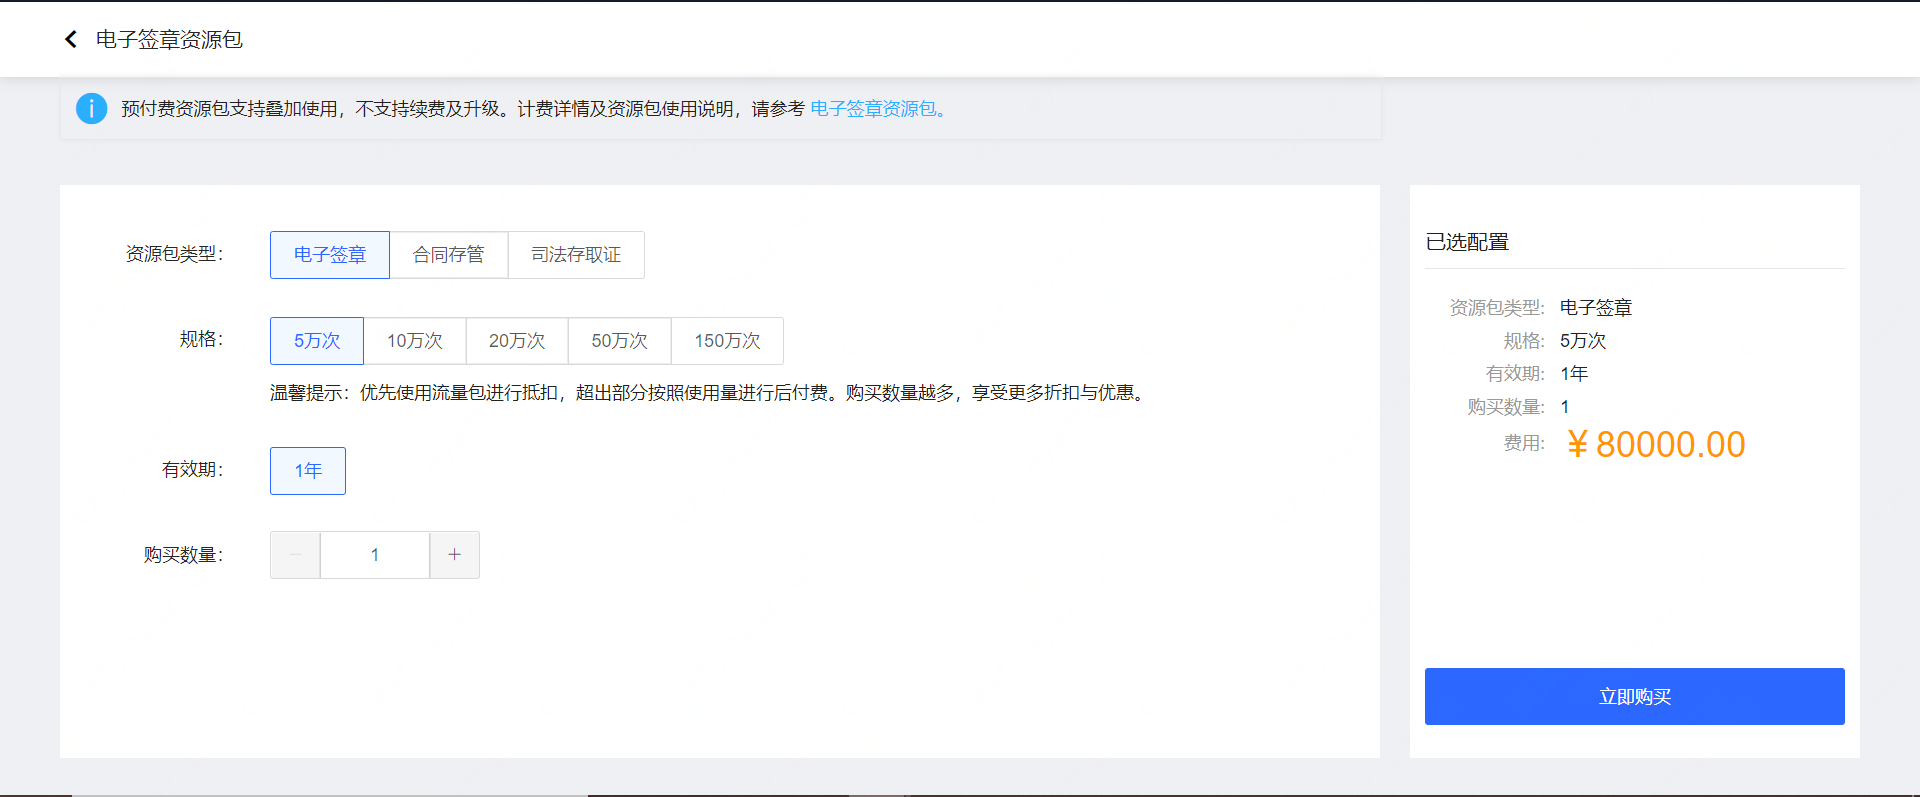 电子签章资源包
预付费资源包支持叠加使用，不支持续费及升级。计费详情及资源包使用说明，请参考 电子签章资源包。
资源包类型：
电子签章 合同存管 司法存取证
规格：
5万次 10万次 20万次 50万次 150万次
温馨提示：优先使用流量包进行抵扣，超出部分按照使用量进行后付费。购买数量越多，享受更多折扣与优惠。
有效期：
1年
购买数量：
− 1 +
已选配置
资源包类型: 电子签章
规格: 5万次
有效期: 1年
购买数量: 1
费用: ¥ 80000.00
立即购买